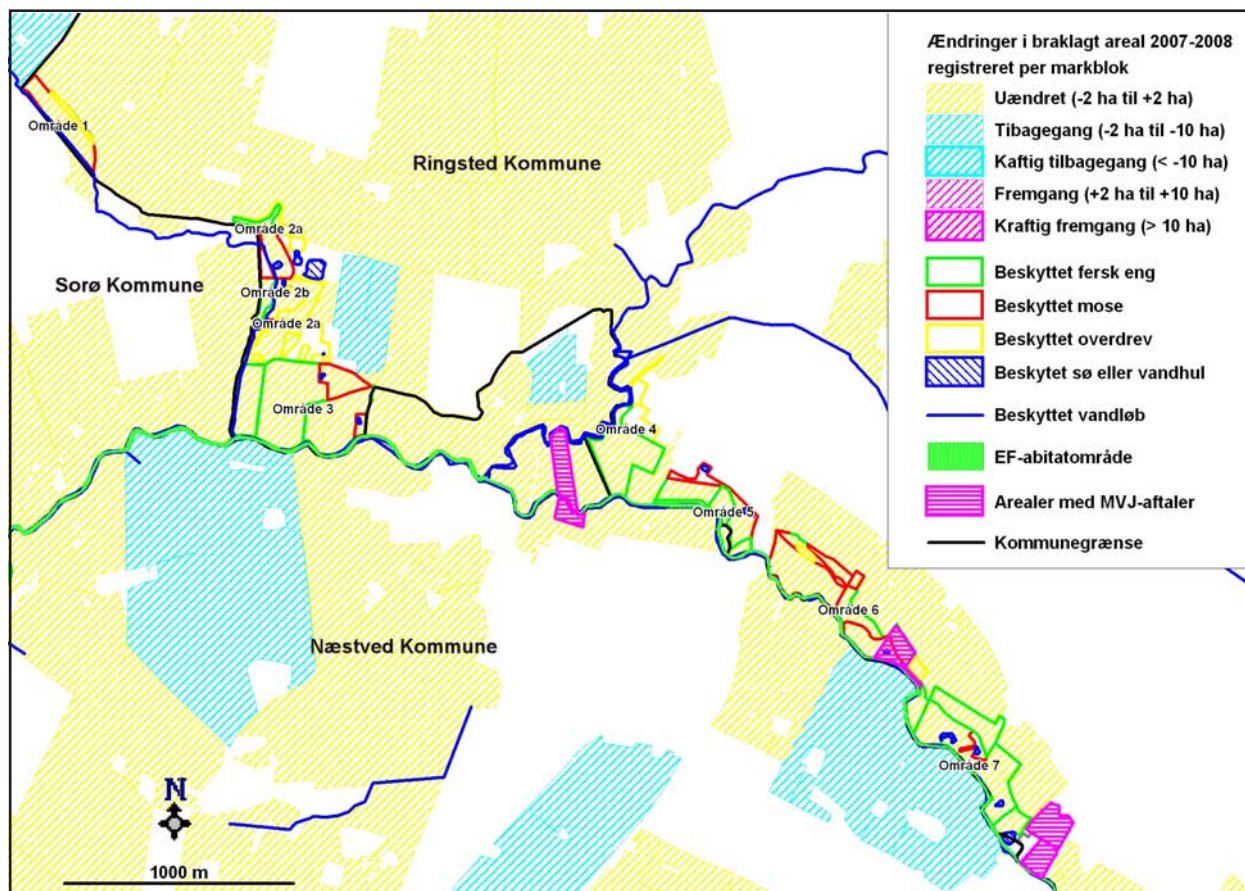 Ændringer i braklagt areal 2007-2008
registreret per markblok
Uændret (-2 ha til +2 ha)
Tibagegang (-2 ha til -10 ha)
Kaftig tilbagegang (< -10 ha)
Fremgang (+2 ha til +10 ha)
Kraftig fremgang (> 10 ha)
Beskyttet fersk eng
Beskyttet mose
Beskyttet overdrev
Beskytet sø eller vandhul
Beskyttet vandløb
EF-abitatområde
Arealer med MVJ-aftaler
Kommunegrænse
Område 1
Ringsted Kommune
Område 2a
Sorø Kommune
Område 2b
Område 2a
Område 3
Område 4
Område 5
Område 6
Næstved Kommune
Område 7
N
1000 m